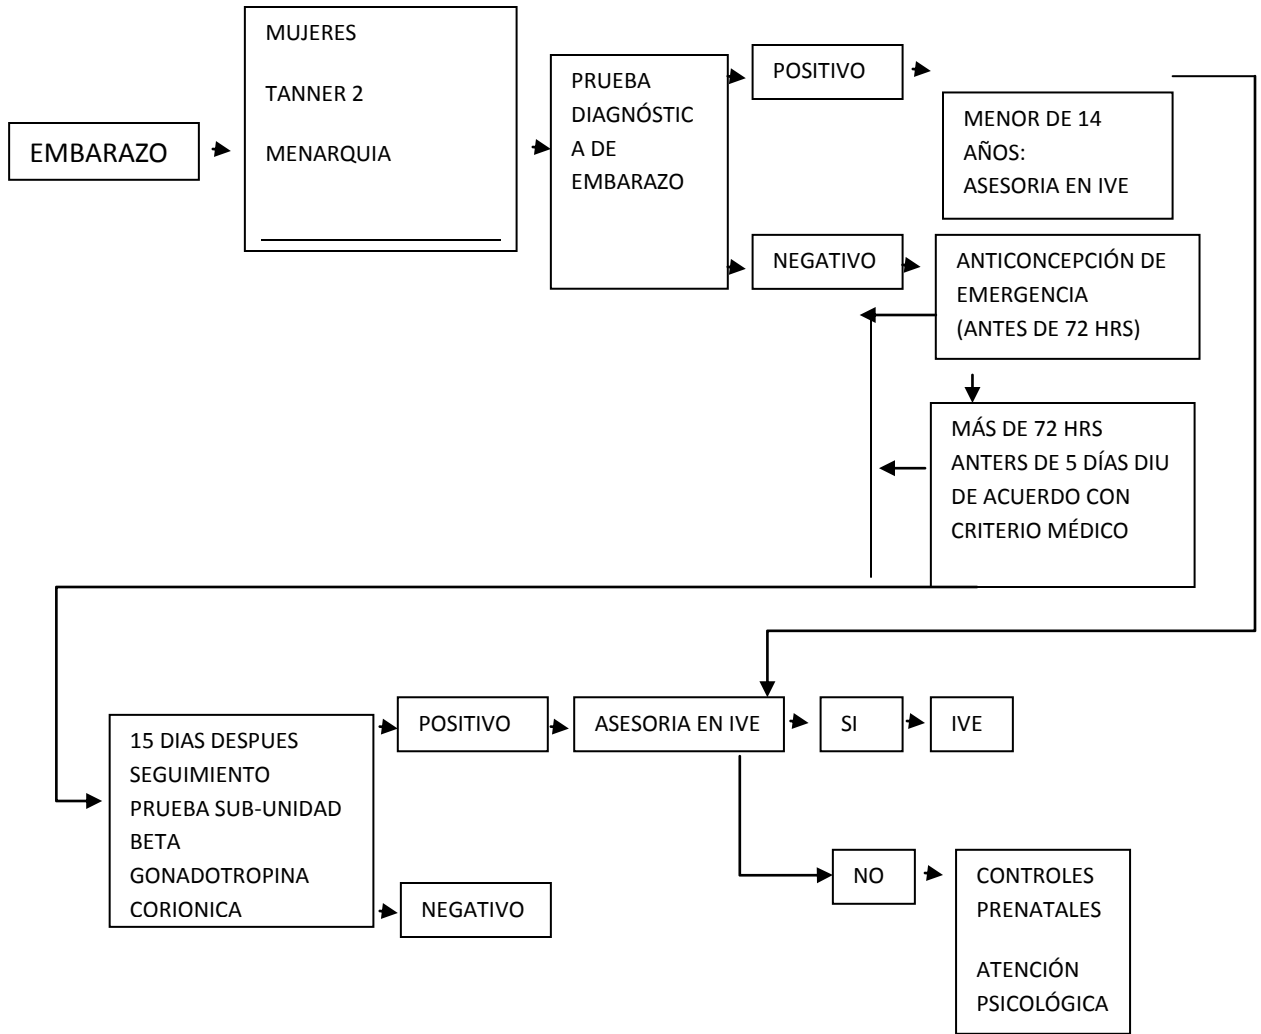 EMBARAZO
MUJERES
TANNER 2
MENARQUIA
PRUEBA
DIAGNÓSTIC
A DE
EMBARAZO
POSITIVO
MENOR DE 14
AÑOS:
ASESORIA EN IVE
NEGATIVO
ANTICONCEPCIÓN DE
EMERGENCIA
(ANTES DE 72 HRS)
MÁS DE 72 HRS
ANTERS DE 5 DÍAS DIU
DE ACUERDO CON
CRITERIO MÉDICO
15 DIAS DESPUES
SEGUIMIENTO
PRUEBA SUB-UNIDAD
BETA
GONADOTROPINA
CORIONICA
POSITIVO
ASESORIA EN IVE
SI
IVE
NEGATIVO
NO
CONTROLES
PRENATALES
ATENCIÓN
PSICOLÓGICA